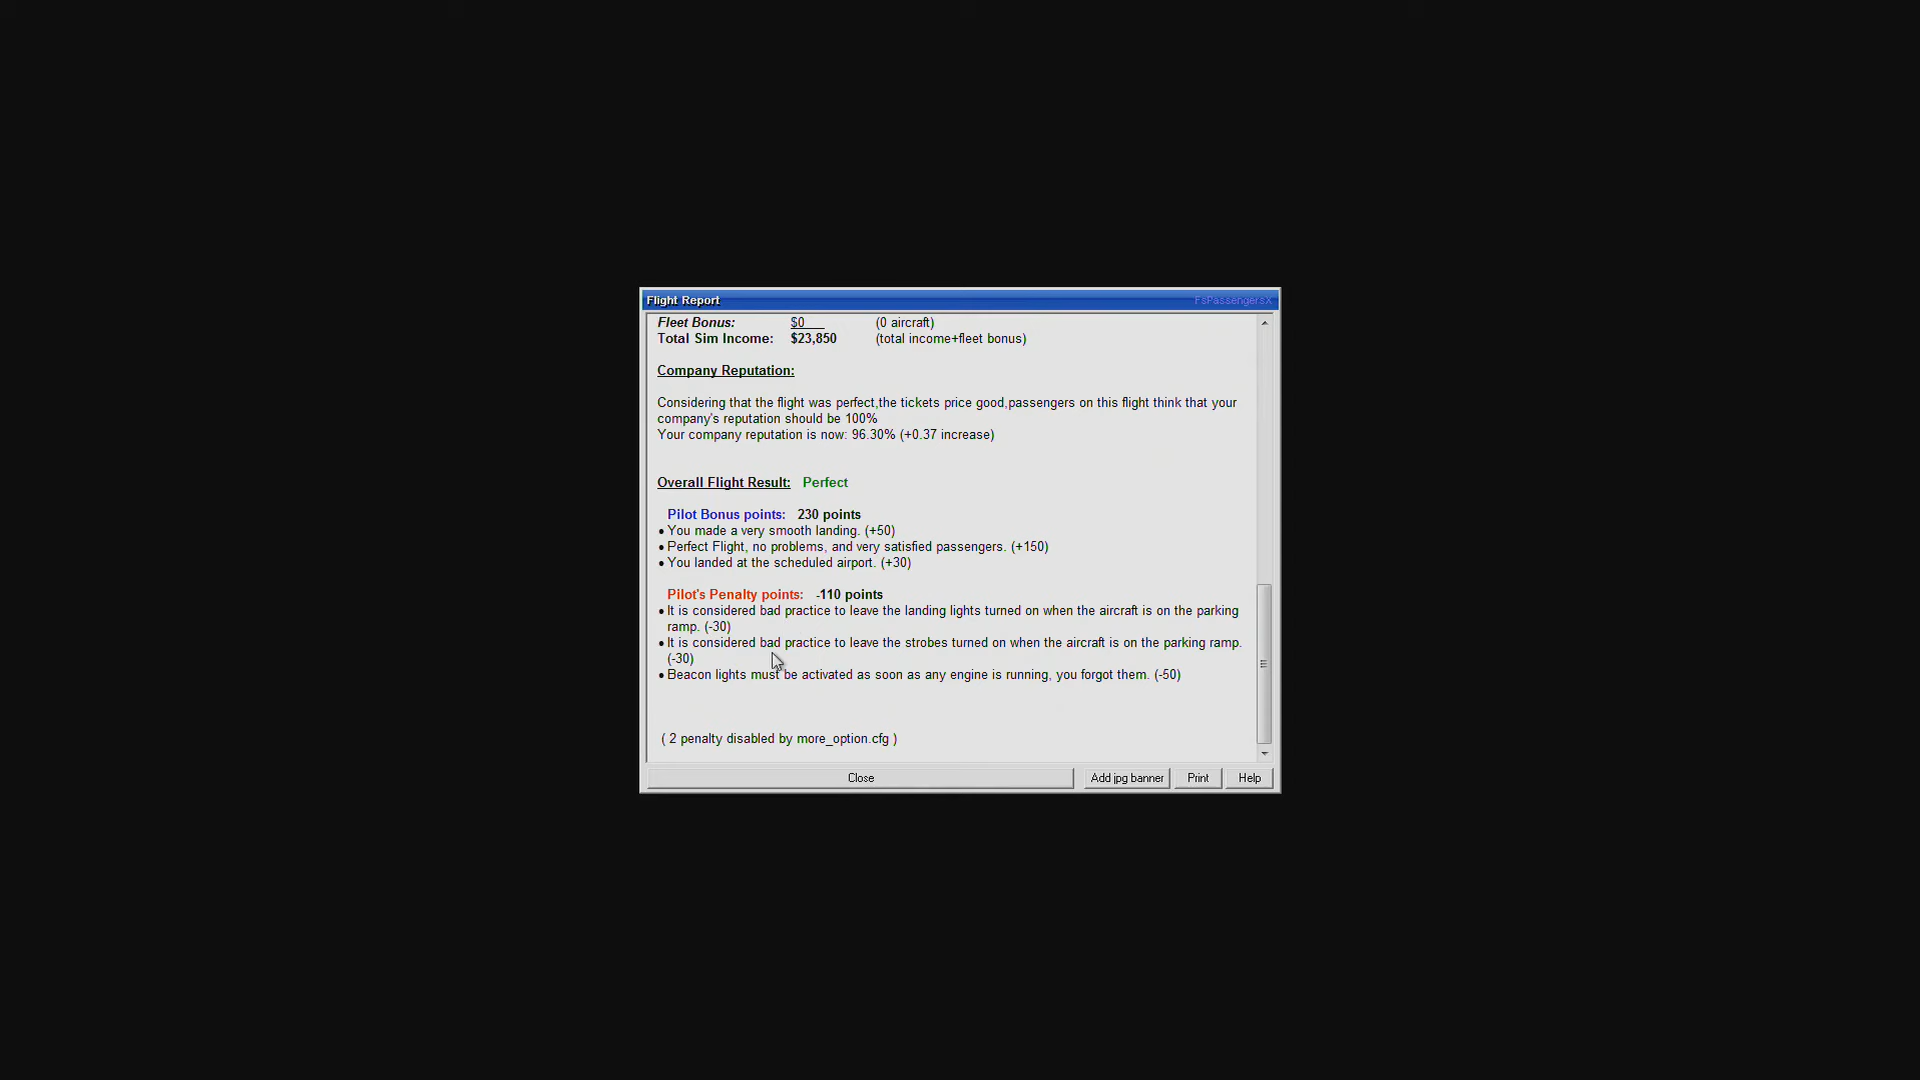 Flight Report FsPassengersX
Fleet Bonus: $0 (0 aircraft)
Total Sim Income: $23,850 (total income+fleet bonus)
Company Reputation:
Considering that the flight was perfect,the tickets price good,passengers on this flight think that your
company's reputation should be 100%
Your company reputation is now: 96.30% (+0.37 increase)
Overall Flight Result: Perfect
Pilot Bonus points: 230 points
• You made a very smooth landing. (+50)
• Perfect Flight, no problems, and very satisfied passengers. (+150)
• You landed at the scheduled airport. (+30)
Pilot's Penalty points: -110 points
• It is considered bad practice to leave the landing lights turned on when the aircraft is on the parking
ramp. (-30)
• It is considered bad practice to leave the strobes turned on when the aircraft is on the parking ramp.
(-30)
• Beacon lights must be activated as soon as any engine is running, you forgot them. (-50)
( 2 penalty disabled by more_option.cfg )
Close Add jpg banner Print Help